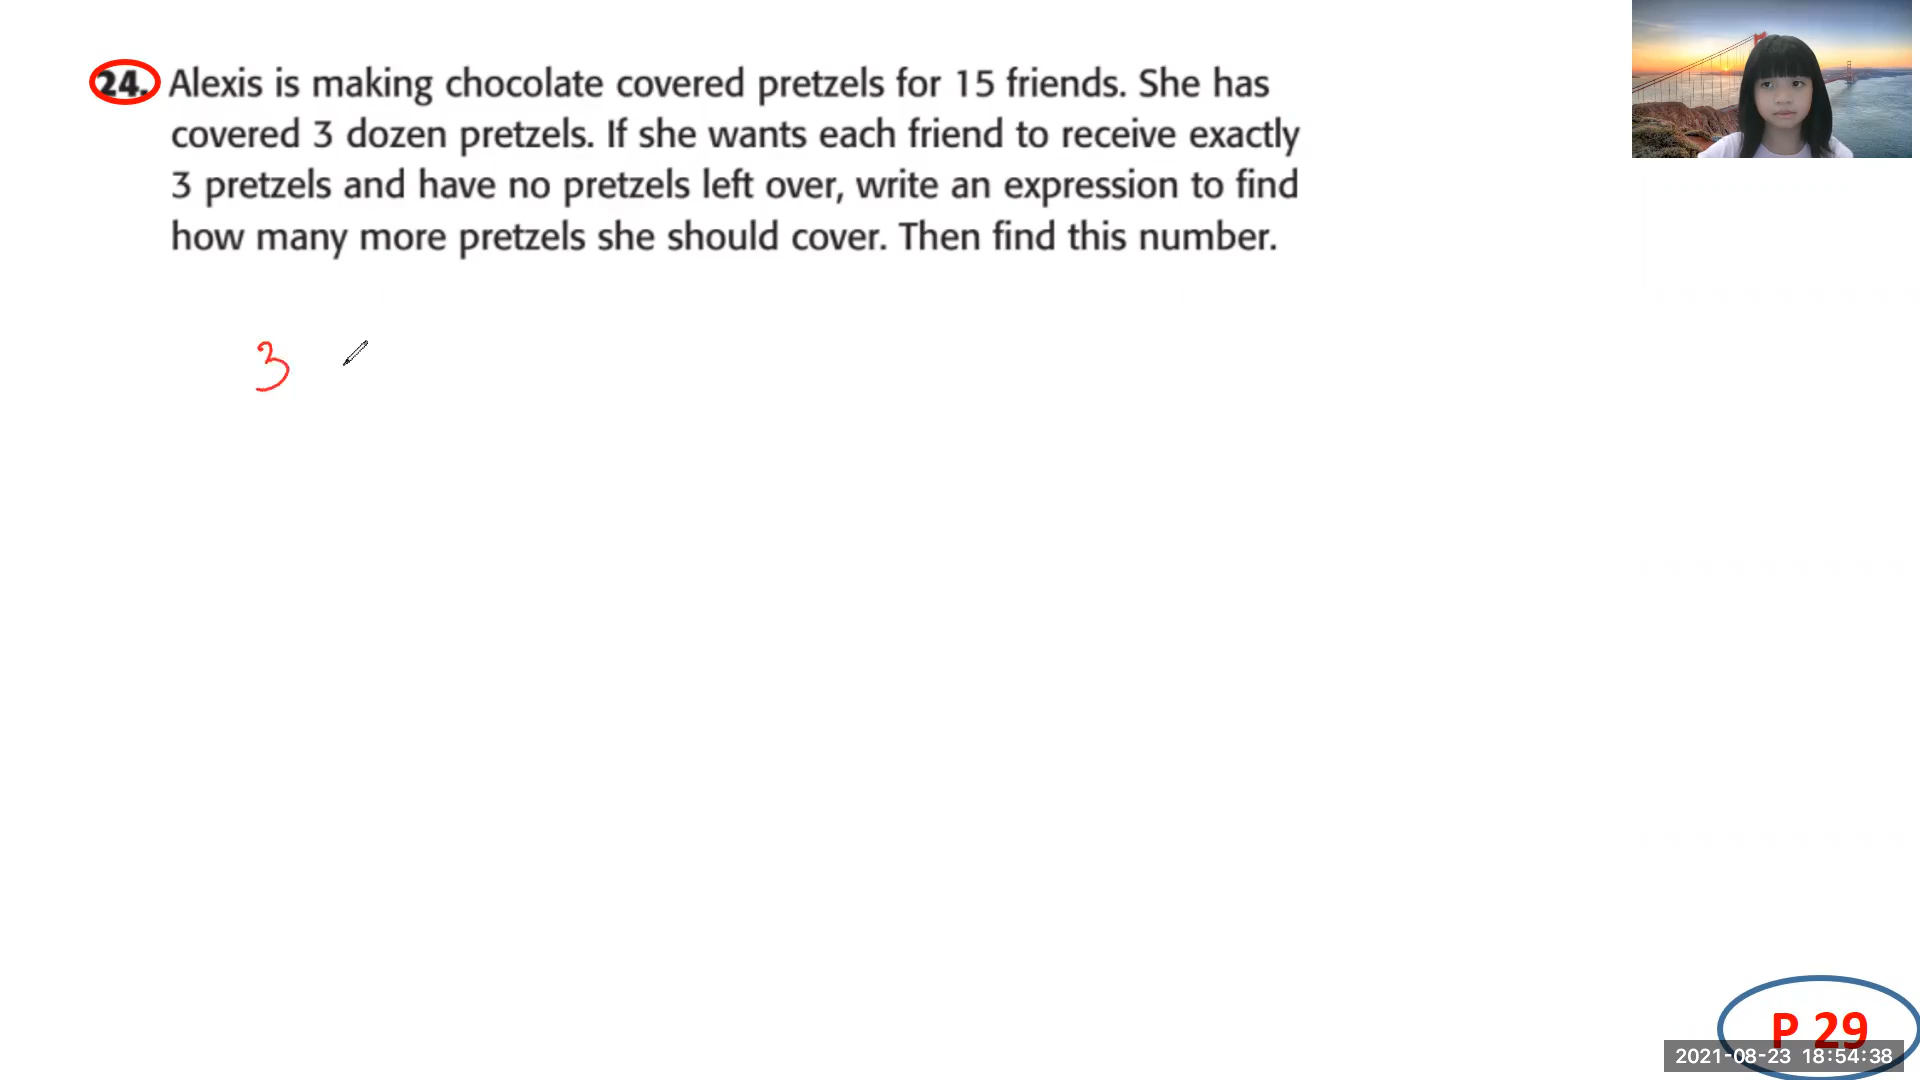 24. Alexis is making chocolate covered pretzels for 15 friends. She has
covered 3 dozen pretzels. If she wants each friend to receive exactly
3 pretzels and have no pretzels left over, write an expression to find
how many more pretzels she should cover. Then find this number.
3
P 29
2021-08-23 18:54:38